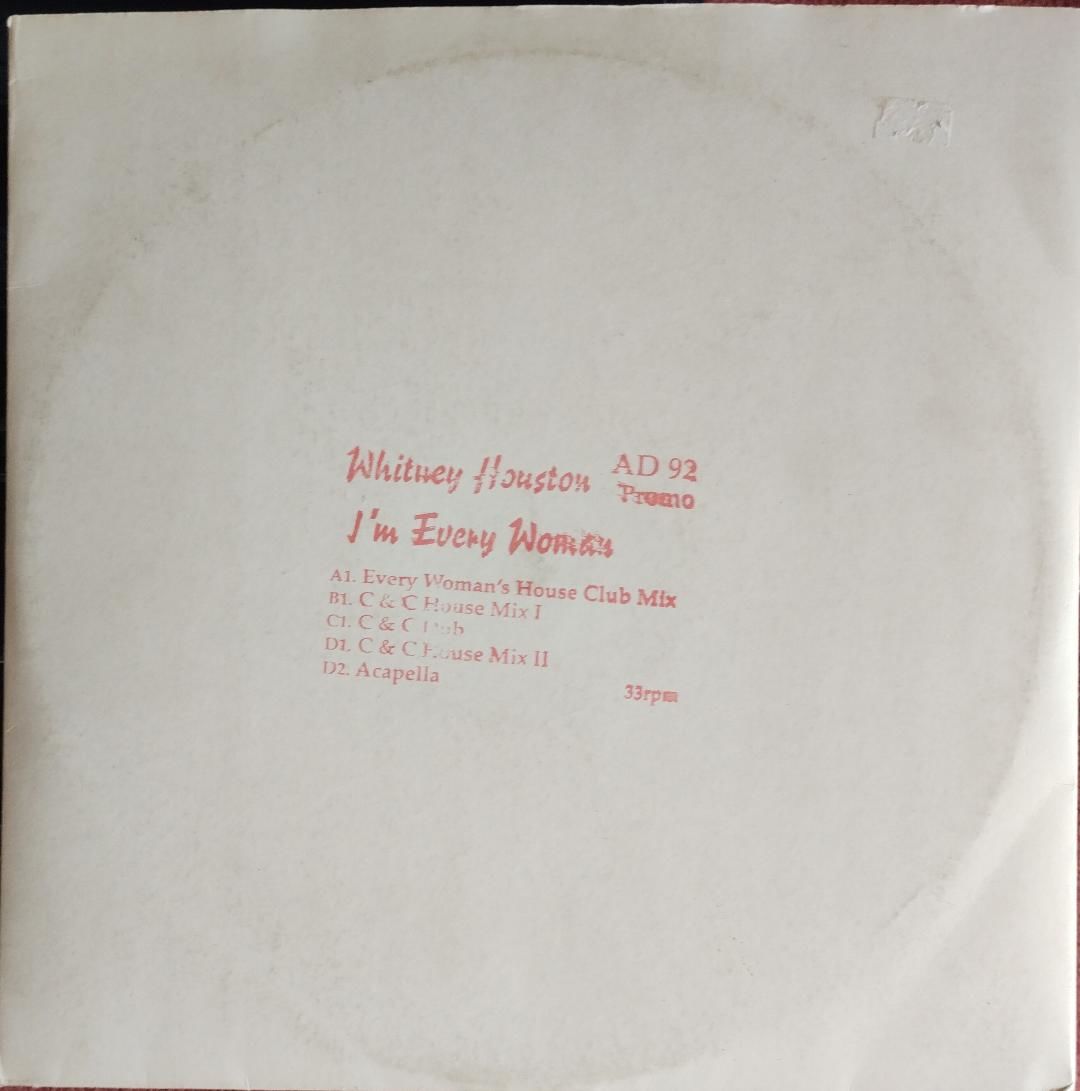 Whitney Houston AD 92
Promo
I'm Every Woman
A1. Every Woman's House Club Mix
B1. C & C House Mix I
C1. C & C Dub
D1. C & C House Mix II
D2. Acapella
33rpm